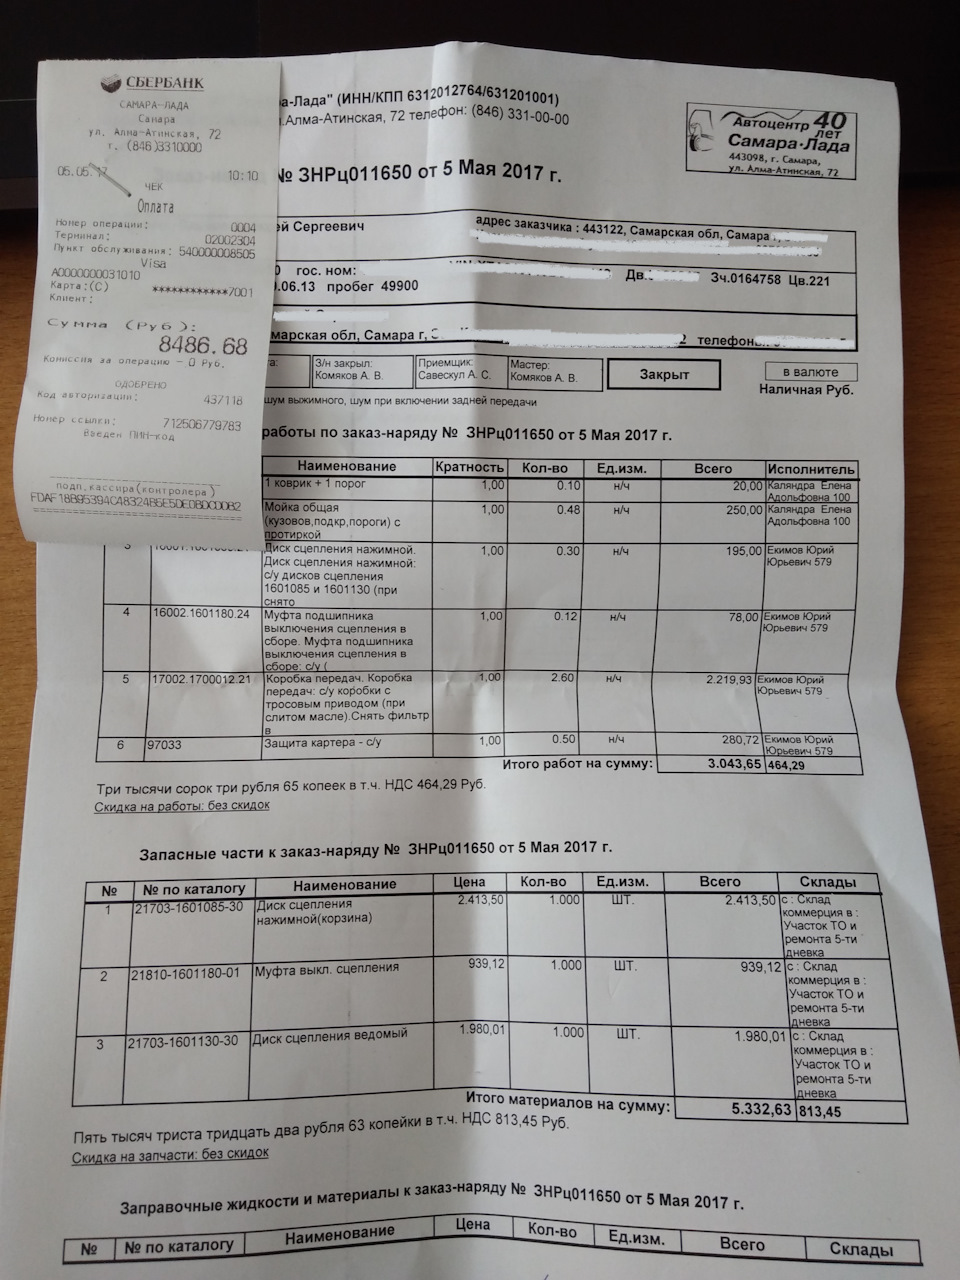 СБЕРБАНК
САМАРА-ЛАДА
Самара
ул. Алма-Атинская, 72
т. (846)3310000
05.05.17 10:10
ЧЕК
Оплата
Номер операции: 0004
Терминал: 02002304
Пункт обслуживания: 540000008505
Visa
A0000000031010
Карта:(C) ************7001
Клиент:
Сумма (Руб):
8486.68
Комиссия за операцию - 0 Руб.
ОДОБРЕНО
Код авторизации: 437118
Номер ссылки: 712506779783
Введен ПИН-код
подп.кассира(контролера)
ра-Лада" (ИНН/КПП 6312012764/631201001)
л.Алма-Атинская, 72 телефон: (846) 331-00-00
Автоцентр 40 лет
Самара-Лада
443098, г. Самара,
ул. Алма-Атинская, 72
№ ЗНРц011650 от 5 Мая 2017 г.
ей Сергеевич
адрес заказчика : 443122, Самарская обл, Самара г,
0 гос. ном: Дв. Зч.0164758 Цв.221
.06.13 пробег 49900
марская обл, Самара г, телефон:
та:
З/н закрыл:
Комяков А. В.
Приемщик:
Савескул А. С.
Мастер:
Комяков А. В.
Закрыт
в валюте
Наличная Руб.
шум выжимного, шум при включении задней передачи
работы по заказ-наряду № ЗНРц011650 от 5 Мая 2017 г.
Наименование Кратность Кол-во Ед.изм. Всего Исполнитель
1 коврик + 1 порог 1,00 0.10 н/ч 20,00 Каляндра Елена
Адольфовна 100
Мойка общая 1,00 0.48 н/ч 250,00 Каляндра Елена
(кузовов,подкр,пороги) с Адольфовна 100
протиркой
3 Диск сцепления нажимной. 1,00 0.30 н/ч 195,00 Екимов Юрий
Диск сцепления нажимной: Юрьевич 579
с/у дисков сцепления
1601085 и 1601130 (при
снято
4 16002.1601180.24 Муфта подшипника 1,00 0.12 н/ч 78,00 Екимов Юрий
выключения сцепления в Юрьевич 579
сборе. Муфта подшипника
выключения сцепления в
сборе: с/у (
5 17002.1700012.21 Коробка передач. Коробка 1,00 2.60 н/ч 2.219,93 Екимов Юрий
передач: с/у коробки с Юрьевич 579
тросовым приводом (при
слитом масле).Снять фильтр
в
6 97033 Защита картера - с/у 1,00 0.50 н/ч 280,72 Екимов Юрий
Юрьевич 579
Итого работ на сумму: 3.043,65 464,29
Три тысячи сорок три рубля 65 копеек в т.ч. НДС 464,29 Руб.
Скидка на работы: без скидок
Запасные части к заказ-наряду № ЗНРц011650 от 5 Мая 2017 г.
№ № по каталогу Наименование Цена Кол-во Ед.изм. Всего Склады
1 21703-1601085-30 Диск сцепления 2.413,50 1.000 ШТ. 2.413,50 с : Склад
нажимной(корзина) коммерция в :
Участок ТО и
ремонта 5-ти
дневка
2 21810-1601180-01 Муфта выкл. сцепления 939,12 1.000 ШТ. 939,12 с : Склад
коммерция в :
Участок ТО и
ремонта 5-ти
дневка
3 21703-1601130-30 Диск сцепления ведомый 1.980,01 1.000 ШТ. 1.980,01 с : Склад
коммерция в :
Участок ТО и
ремонта 5-ти
дневка
Итого материалов на сумму: 5.332,63 813,45
Пять тысяч триста тридцать два рубля 63 копейки в т.ч. НДС 813,45 Руб.
Скидка на запчасти: без скидок
Заправочные жидкости и материалы к заказ-наряду № ЗНРц011650 от 5 Мая 2017 г.
№ № по каталогу Наименование Цена Кол-во Ед.изм. Всего Склады